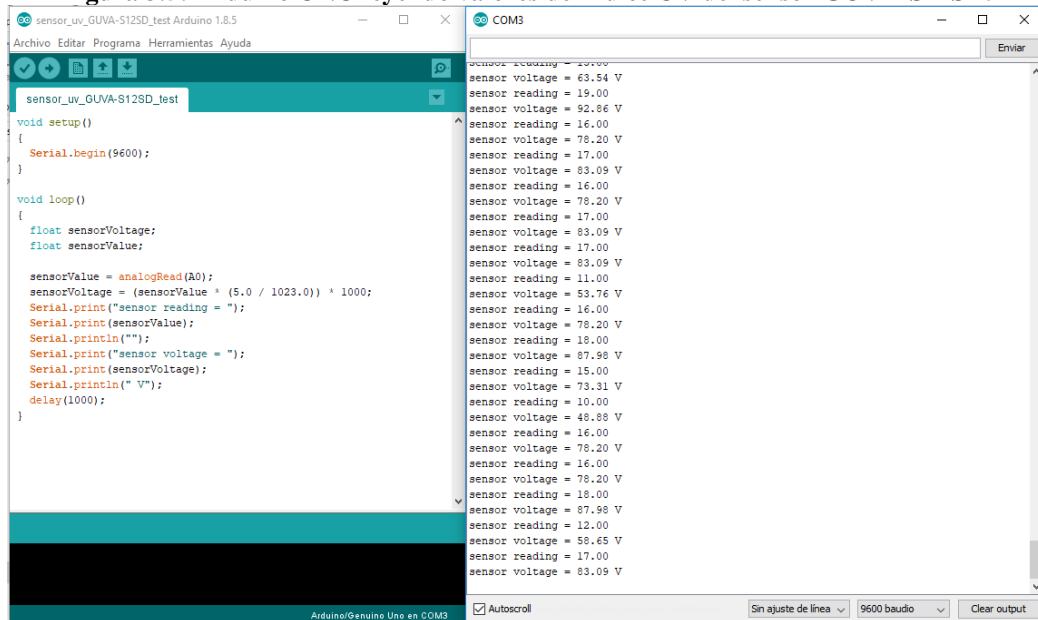 sensor_uv_GUVA-S12SD_test Arduino 1.8.5
Archivo Editar Programa Herramientas Ayuda
sensor_uv_GUVA-S12SD_test
void setup()
{
  Serial.begin(9600);
}
void loop()
{
  float sensorVoltage;
  float sensorValue;
  sensorValue = analogRead(A0);
  sensorVoltage = (sensorValue * (5.0 / 1023.0)) * 1000;
  Serial.print("sensor reading = ");
  Serial.print(sensorValue);
  Serial.println("");
  Serial.print("sensor voltage = ");
  Serial.print(sensorVoltage);
  Serial.println(" V");
  delay(1000);
}
Arduino/Genuino Uno en COM3
COM3
Enviar
sensor voltage = 63.54 V
sensor reading = 19.00
sensor voltage = 92.86 V
sensor reading = 16.00
sensor voltage = 78.20 V
sensor reading = 17.00
sensor voltage = 83.09 V
sensor reading = 16.00
sensor voltage = 78.20 V
sensor reading = 17.00
sensor voltage = 83.09 V
sensor reading = 17.00
sensor voltage = 83.09 V
sensor reading = 11.00
sensor voltage = 53.76 V
sensor reading = 16.00
sensor voltage = 78.20 V
sensor reading = 18.00
sensor voltage = 87.98 V
sensor reading = 15.00
sensor voltage = 73.31 V
sensor reading = 10.00
sensor voltage = 48.88 V
sensor reading = 16.00
sensor voltage = 78.20 V
sensor reading = 16.00
sensor voltage = 78.20 V
sensor reading = 18.00
sensor voltage = 87.98 V
sensor reading = 12.00
sensor voltage = 58.65 V
sensor reading = 17.00
sensor voltage = 83.09 V
Autoscroll
Sin ajuste de línea
9600 baudio
Clear output